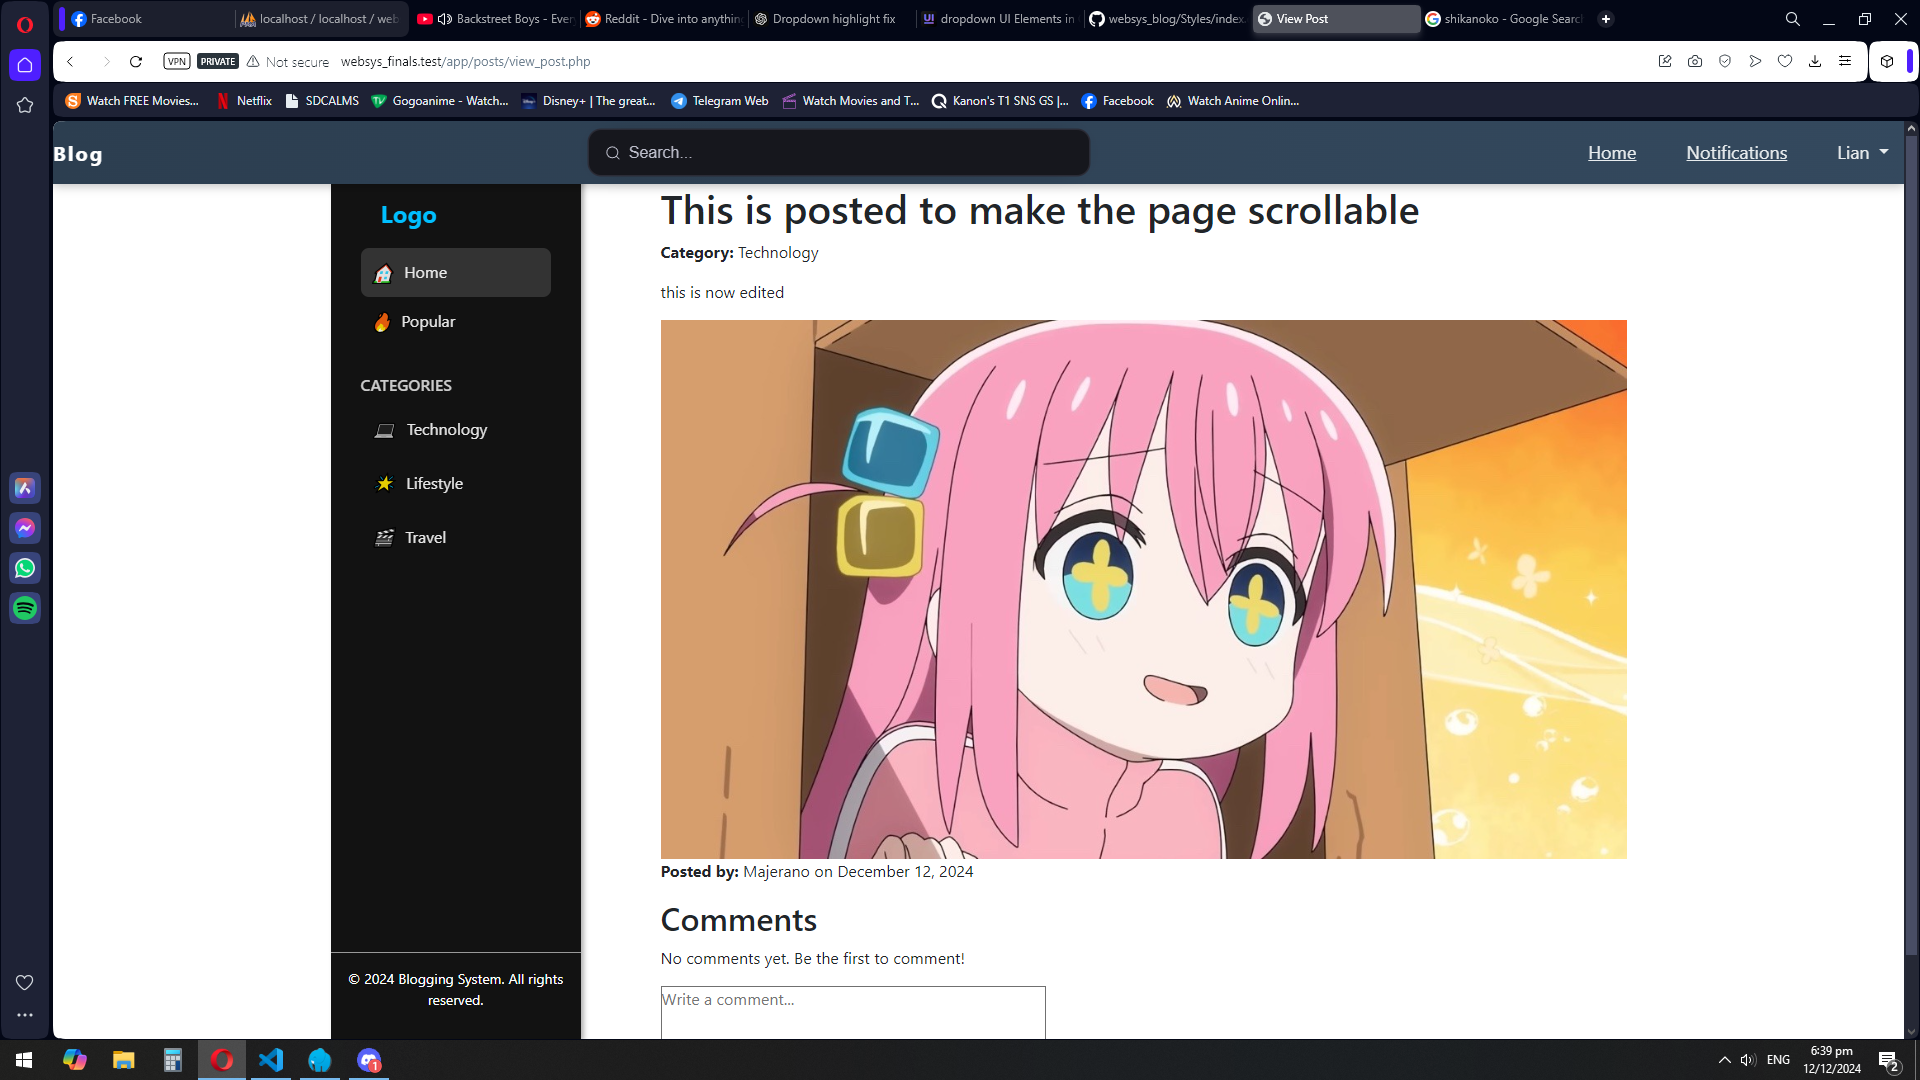 Facebook
localhost / localhost / web
Backstreet Boys - Ever
Reddit - Dive into anythin
Dropdown highlight fix
dropdown UI Elements in
websys_blog/Styles/index.
View Post
shikanoko - Google Searc
VPN
PRIVATE
Not secure
websys_finals.test/app/posts/view_post.php
Watch FREE Movies...
Netflix
SDCALMS
Gogoanime - Watch...
Disney+ | The great...
Telegram Web
Watch Movies and T...
Kanon's T1 SNS GS |...
Facebook
Watch Anime Onlin...
Blog
Search...
Home
Notifications
Lian
Logo
Home
Popular
CATEGORIES
Technology
Lifestyle
Travel
© 2024 Blogging System. All rights
reserved.
This is posted to make the page scrollable
Category: Technology
this is now edited
Posted by: Majerano on December 12, 2024
Comments
No comments yet. Be the first to comment!
Write a comment...
1
ENG
6:39 pm
12/12/2024
2